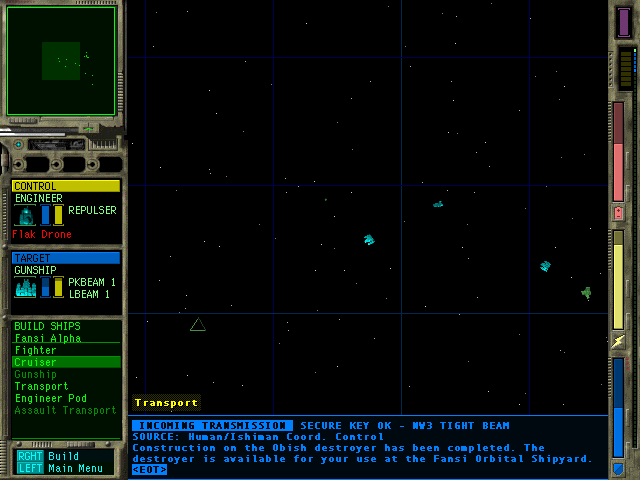 CONTROL
ENGINEER
REPULSER
Flak Drone
TARGET
GUNSHIP
PKBEAM 1
LBEAM 1
BUILD SHIPS
Fansi Alpha
Fighter
Cruiser
Gunship
Transport
Engineer Pod
Assault Transport
RGHT Build
LEFT Main Menu
Transport
INCOMING TRANSMISSION SECURE KEY OK - NW3 TIGHT BEAM
SOURCE: Human/Ishiman Coord. Control
Construction on the Obish destroyer has been completed. The
destroyer is available for your use at the Fansi Orbital Shipyard.
<EOT>